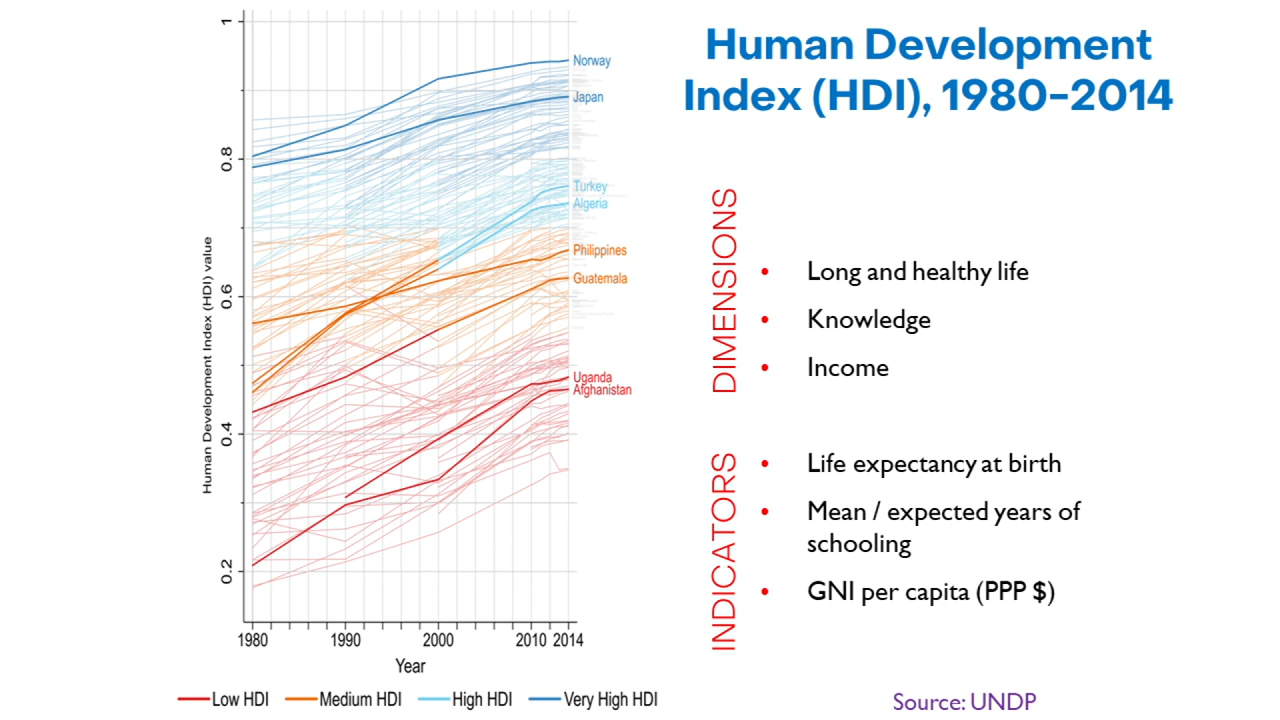 Human Development
Index (HDI), 1980–2014
1
0.8
0.6
0.4
0.2
Human Development Index (HDI) value
Norway
Japan
Turkey
Algeria
Philippines
Guatemala
Uganda
Afghanistan
1980 1990 2000 2010 2014
Year
Low HDI Medium HDI High HDI Very High HDI
DIMENSIONS
• Long and healthy life
• Knowledge
• Income
INDICATORS
• Life expectancy at birth
• Mean / expected years of
schooling
• GNI per capita (PPP $)
Source: UNDP